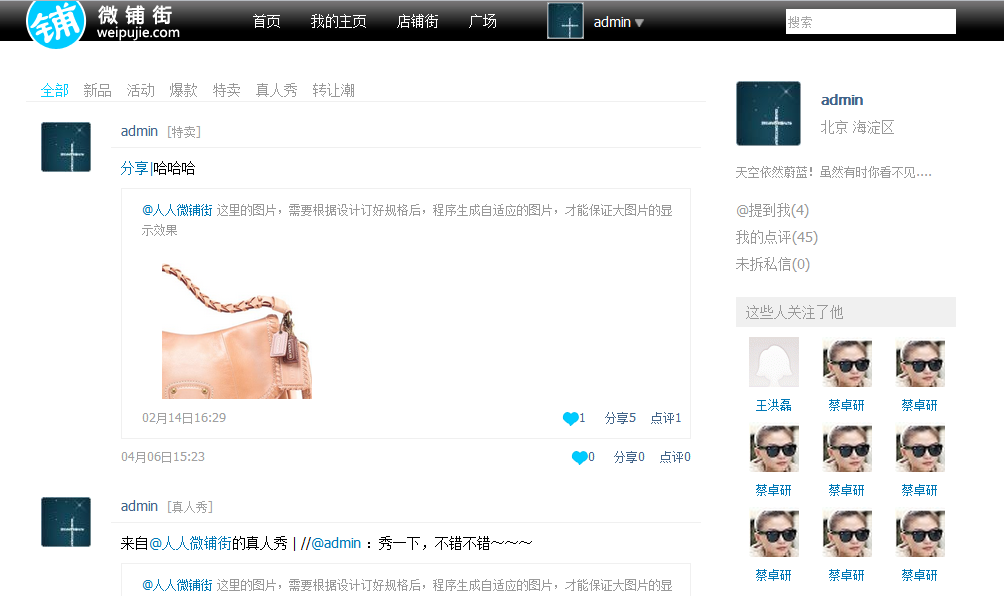 铺 微铺街
weipujie.com
首页 我的主页 店铺街 广场 admin 搜索
全部 新品 活动 爆款 特卖 真人秀 转让潮
admin [特卖]
分享|哈哈哈
@人人微铺街 这里的图片，需要根据设计订好规格后，程序生成自适应的图片，才能保证大图片的显
示效果
02月14日16:29 1 分享5 点评1
04月06日15:23 0 分享0 点评0
admin [真人秀]
来自@人人微铺街的真人秀 | //@admin ：秀一下，不错不错～～～
@人人微铺街 这里的图片，需要根据设计订好规格后，程序生成自适应的图片，才能保证大图片的显
admin
北京 海淀区
天空依然蔚蓝！虽然有时你看不见....
@提到我(4)
我的点评(45)
未拆私信(0)
这些人关注了他
王洪磊 蔡卓研 蔡卓研
蔡卓研 蔡卓研 蔡卓研
蔡卓研 蔡卓研 蔡卓研